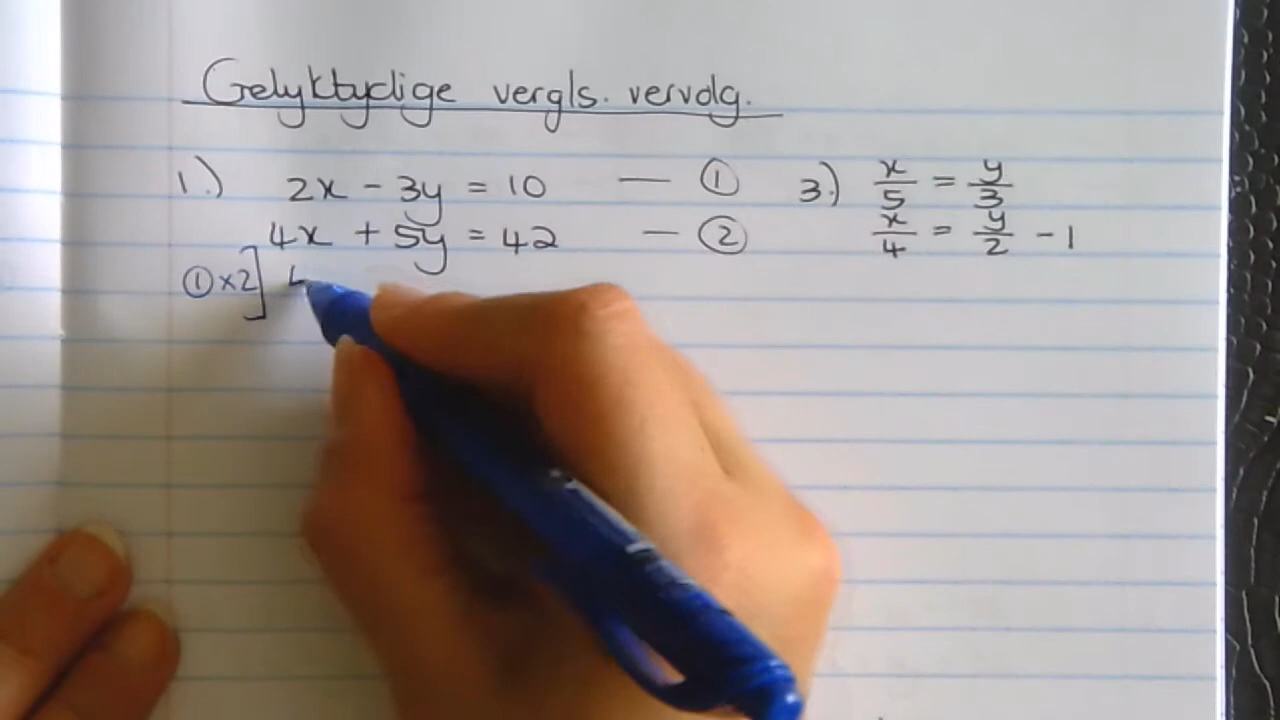 Gelyktydige vergls. vervolg.
1.) 2x - 3y = 10 — ①
4x + 5y = 42 — ②
①×2] 4
3.) x/5 = y/3
x/4 = y/2 - 1